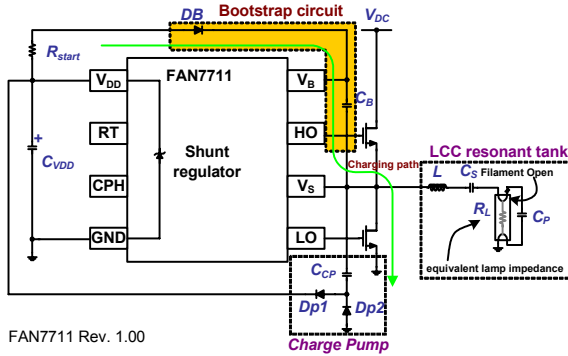 Bootstrap circuit
DB
VDC
Rstart
FAN7711
VDD
VB
CB
RT
HO
Shunt
regulator
CVDD
+
Charging path
LCC resonant tank
L
CS
Filament Open
CPH
VS
RL
CP
GND
LO
equivalent lamp impedance
CCP
Dp1
Dp2
FAN7711 Rev. 1.00
Charge Pump